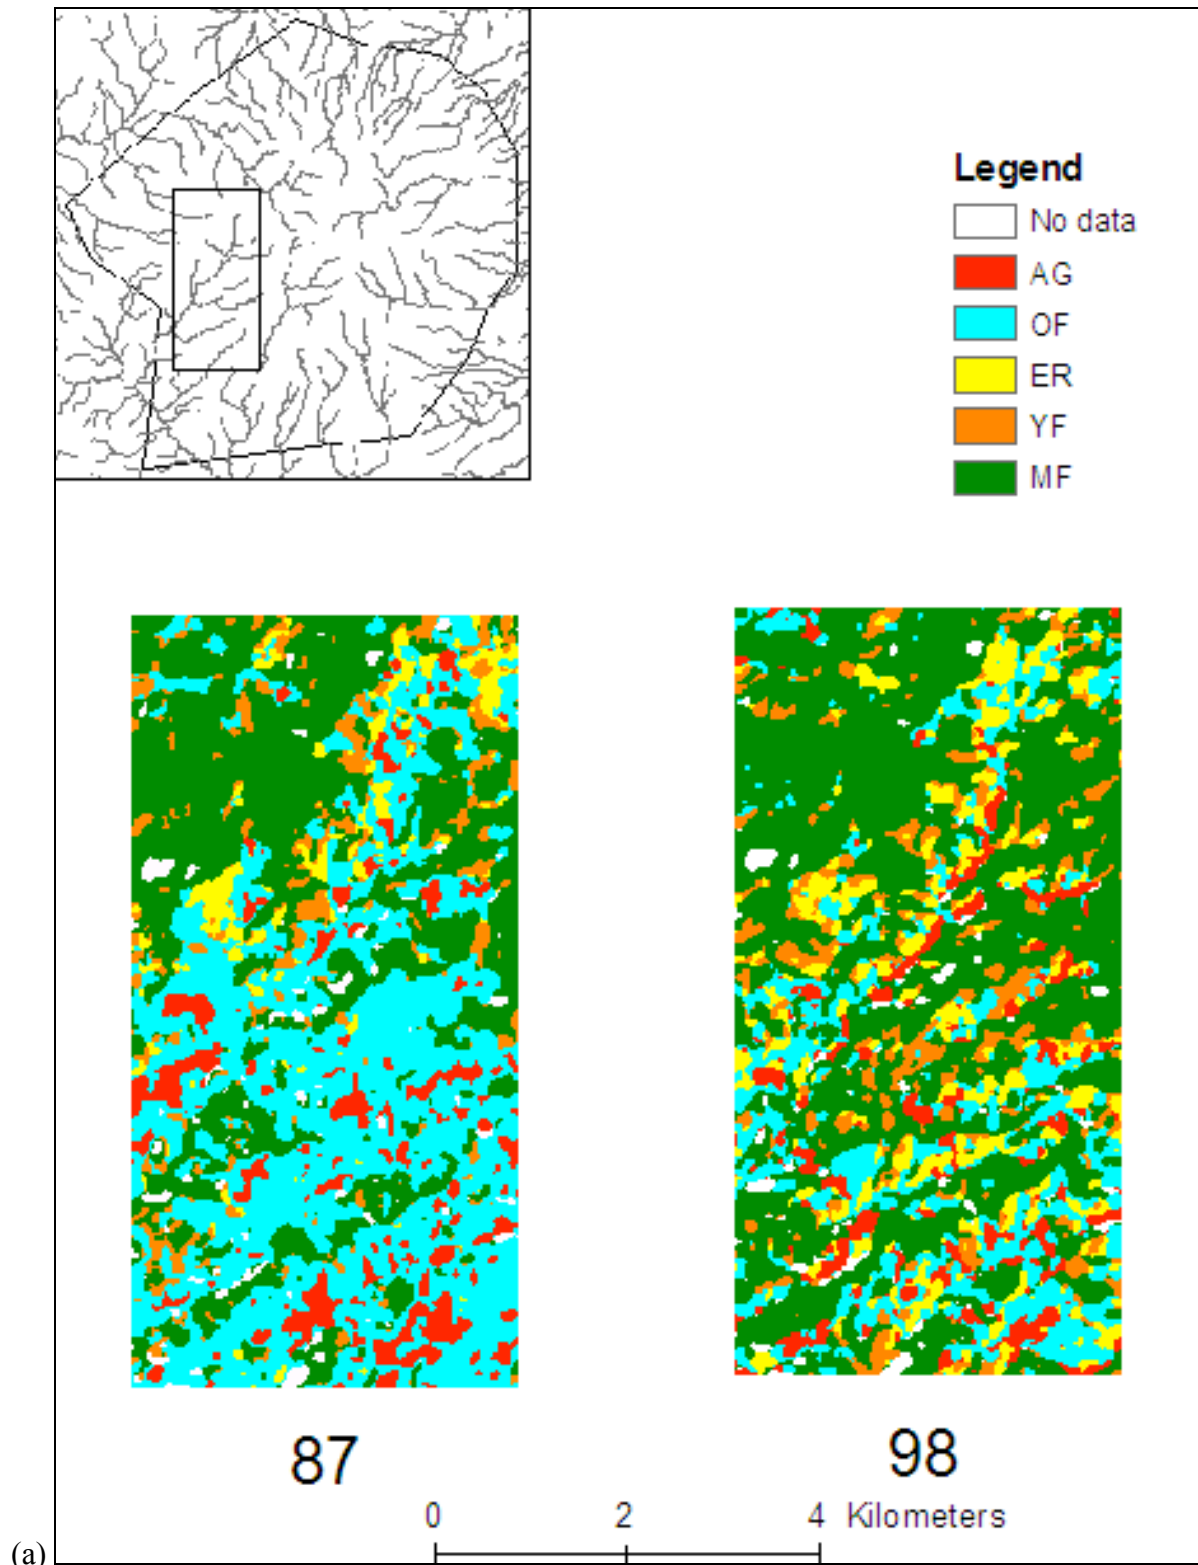 Legend
No data
AG
OF
ER
YF
MF
87
98
0 2 4 Kilometers
(a)